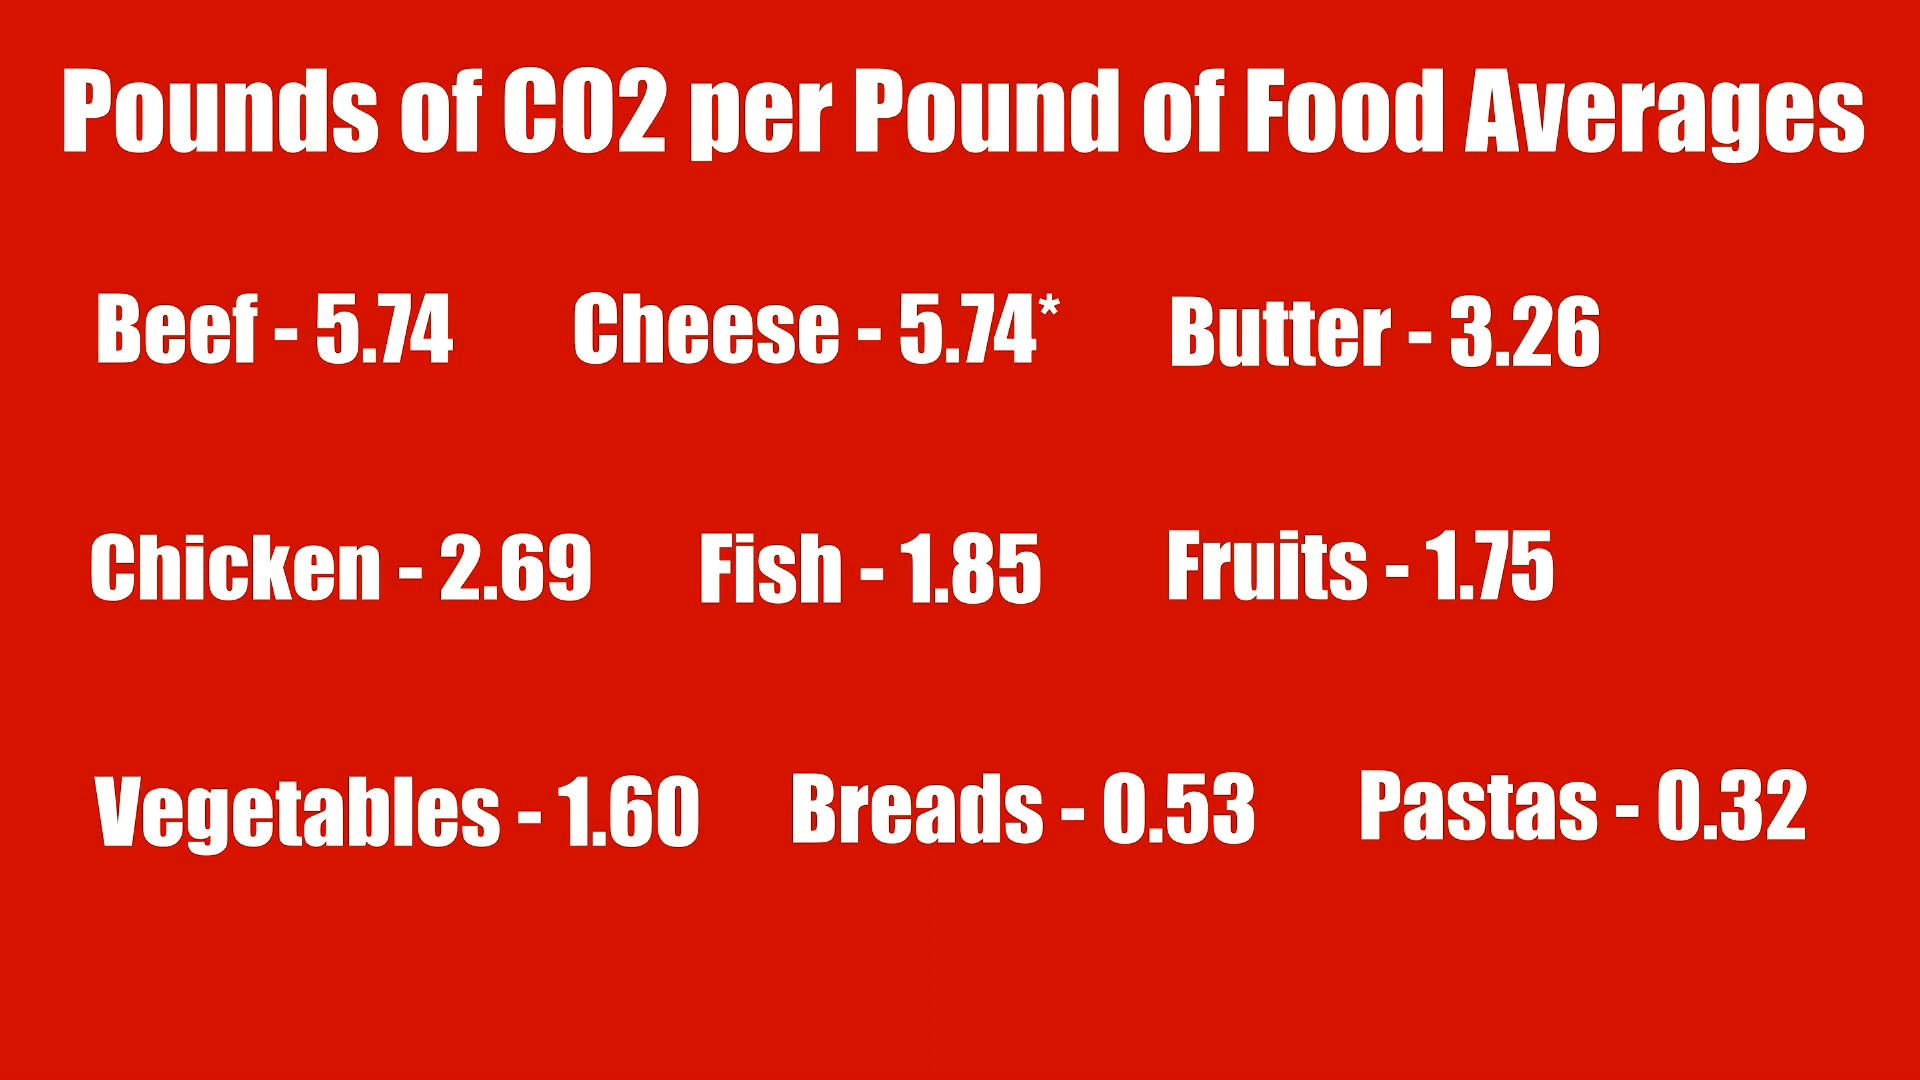 Pounds of CO2 per Pound of Food Averages
Beef - 5.74 Cheese - 5.74* Butter - 3.26
Chicken - 2.69 Fish - 1.85 Fruits - 1.75
Vegetables - 1.60 Breads - 0.53 Pastas - 0.32